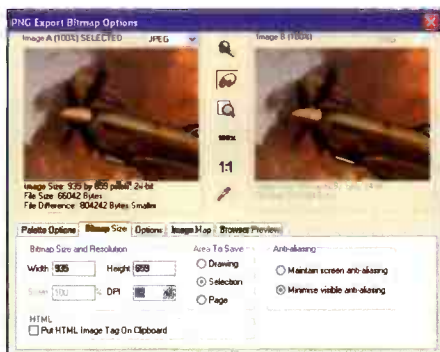 PNG Export Bitmap Options
Image A (100%) SELECTED JPEG
Image B (100%)
100%
1:1
Image Size: 935 by 659 pixels, 24-bit
File Size: 66042 Bytes
File Difference: 804242 Bytes Smaller
Palette Options Bitmap Size Options Image Map Browser Preview
Bitmap Size and Resolution
Area To Save
Anti-aliasing
Width 935 Height 659
Drawing
Maintain screen anti-aliasing
Scale 100 % DPI
Selection
Minimise visible anti-aliasing
Page
HTML
Put HTML Image Tag On Clipboard